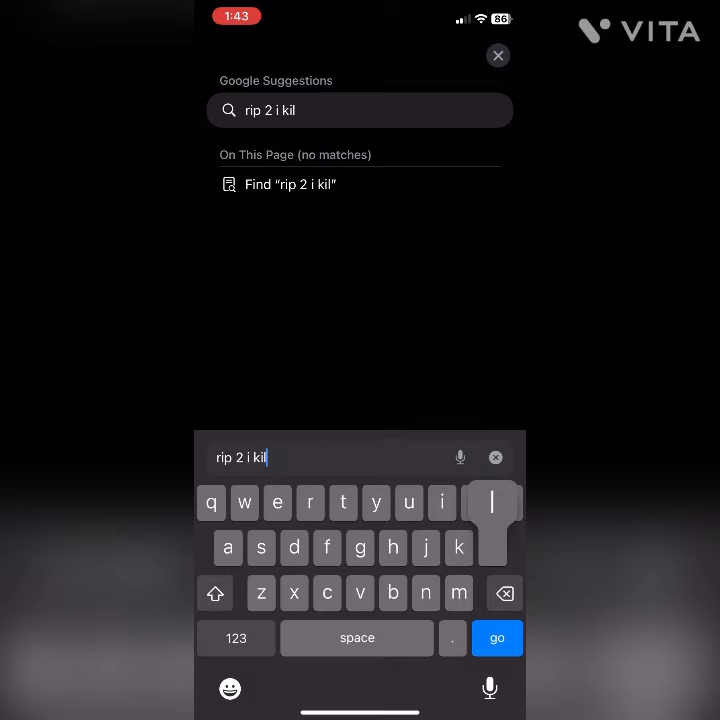 1:43
86
VITA
Google Suggestions
rip 2 i kil
On This Page (no matches)
Find “rip 2 i kil”
rip 2 i kil
q w e r t y u i l
a s d f g h j k
z x c v b n m
123 space . go